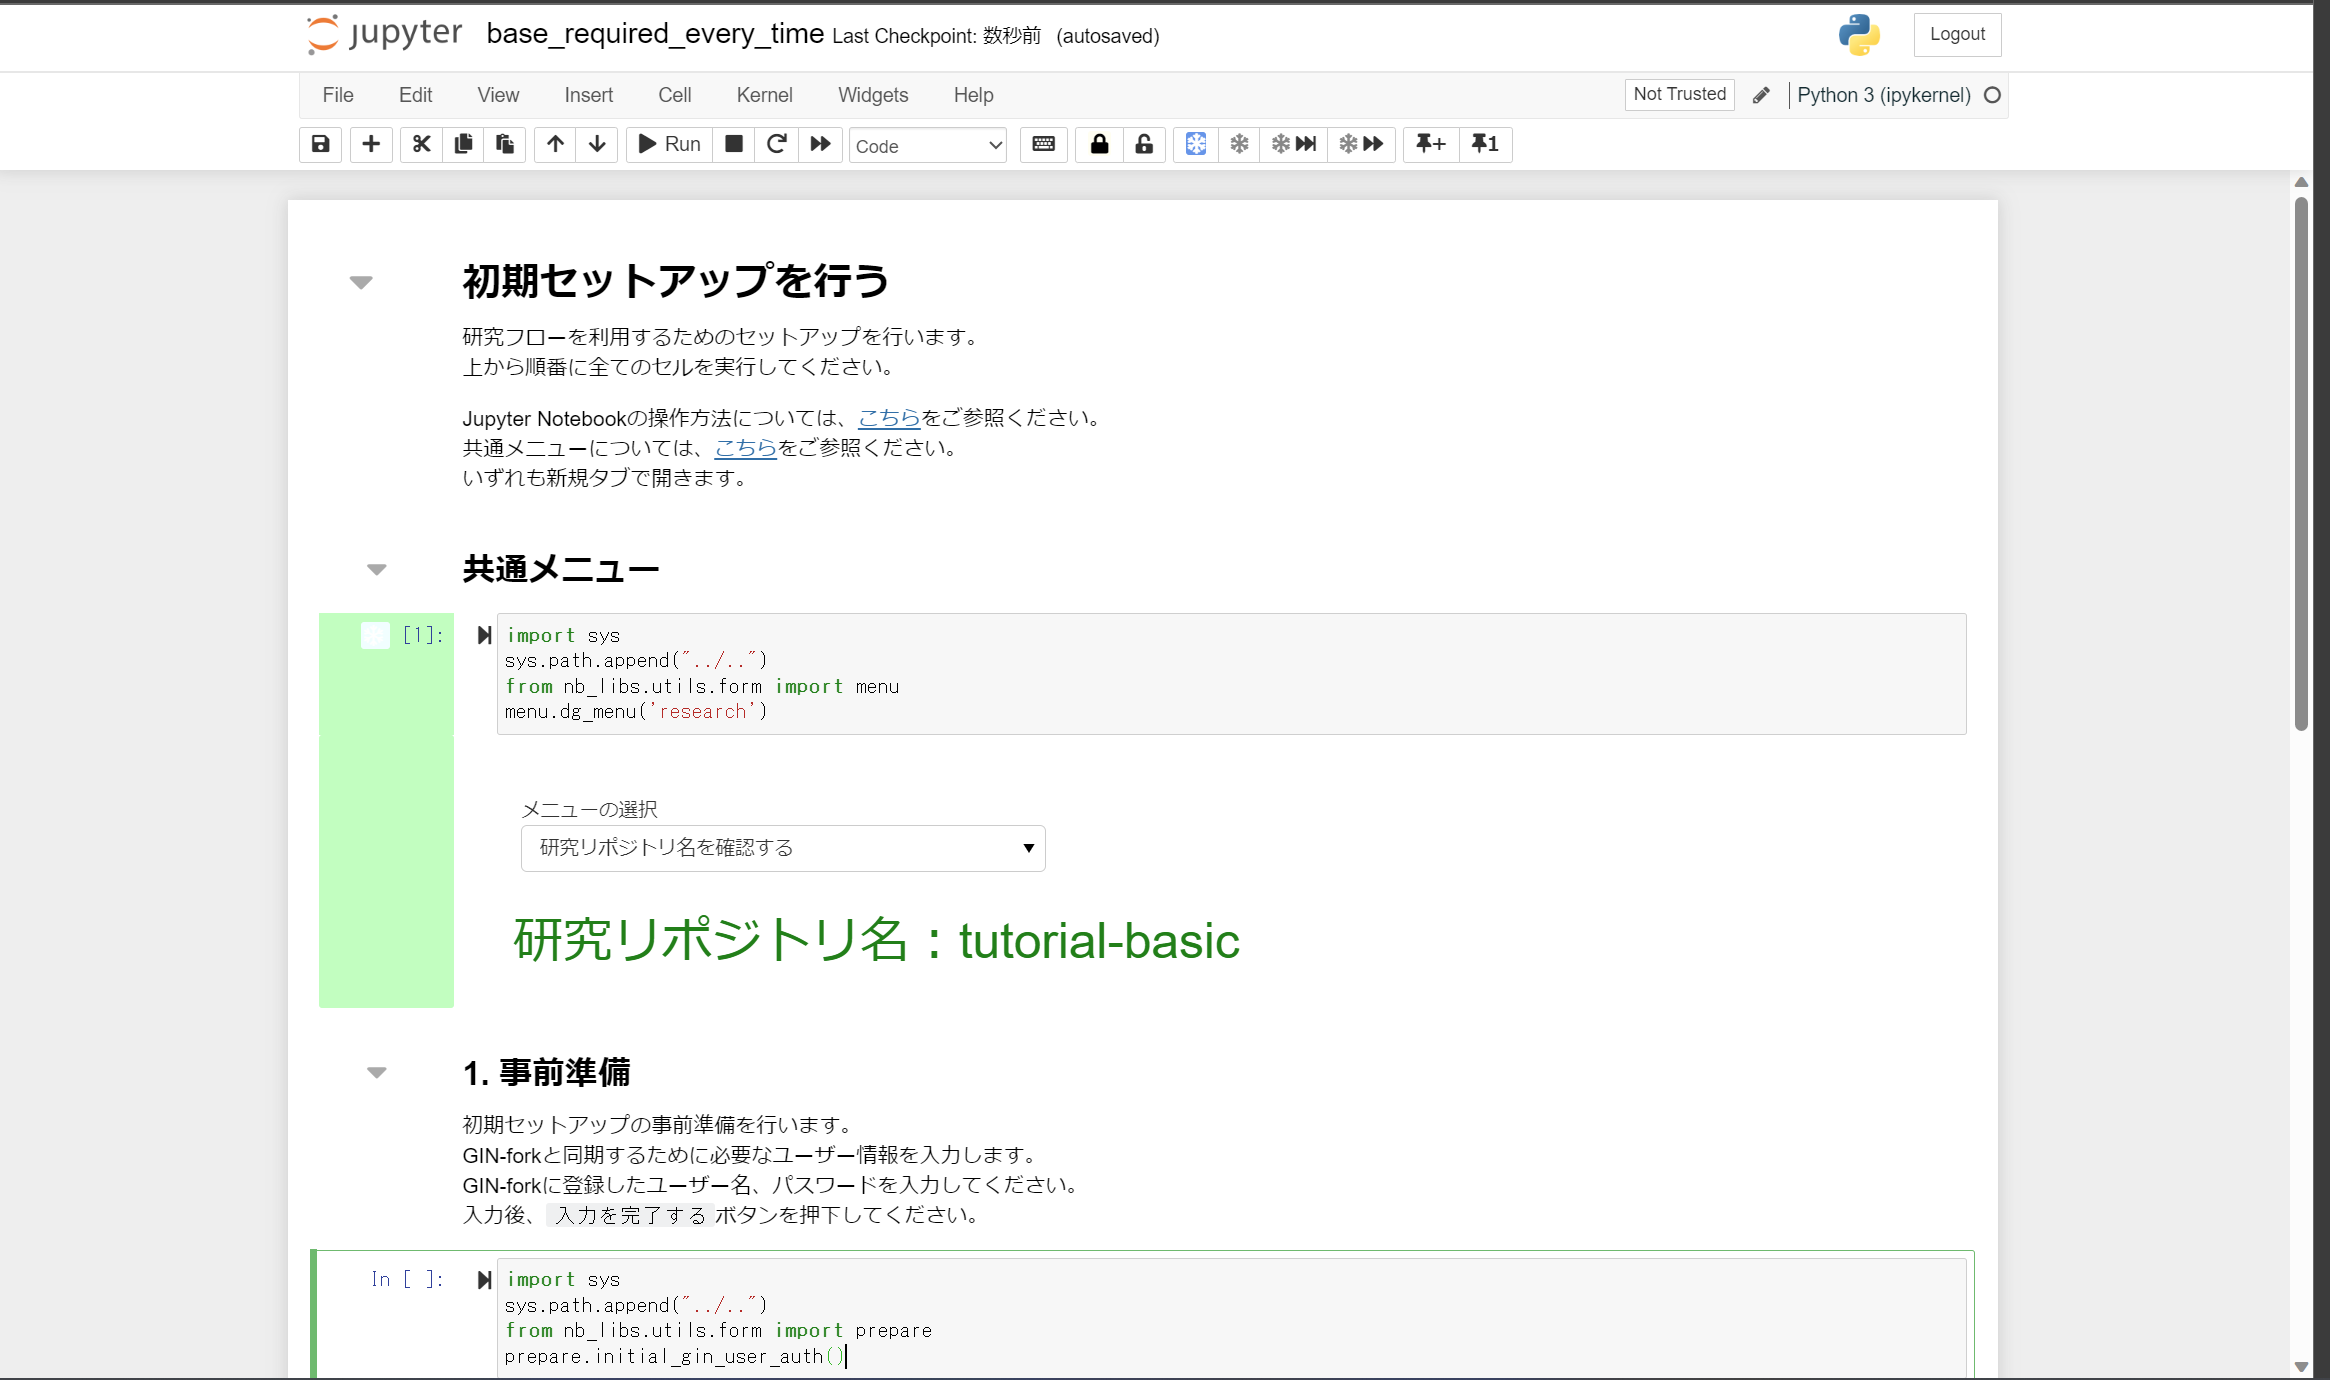 jupyter base_required_every_time Last Checkpoint: 数秒前 (autosaved) Logout
File Edit View Insert Cell Kernel Widgets Help Not Trusted Python 3 (ipykernel)
Run Code + 1
初期セットアップを行う
研究フローを利用するためのセットアップを行います。
上から順番に全てのセルを実行してください。
Jupyter Notebookの操作方法については、こちらをご参照ください。
共通メニューについては、こちらをご参照ください。
いずれも新規タブで開きます。
共通メニュー
[1]: import sys
sys.path.append("../..")
from nb_libs.utils.form import menu
menu.dg_menu('research')
メニューの選択
研究リポジトリ名を確認する
研究リポジトリ名：tutorial-basic
1. 事前準備
初期セットアップの事前準備を行います。
GIN-forkと同期するために必要なユーザー情報を入力します。
GIN-forkに登録したユーザー名、パスワードを入力してください。
入力後、 入力を完了する ボタンを押下してください。
In [ ]: import sys
sys.path.append("../..")
from nb_libs.utils.form import prepare
prepare.initial_gin_user_auth()